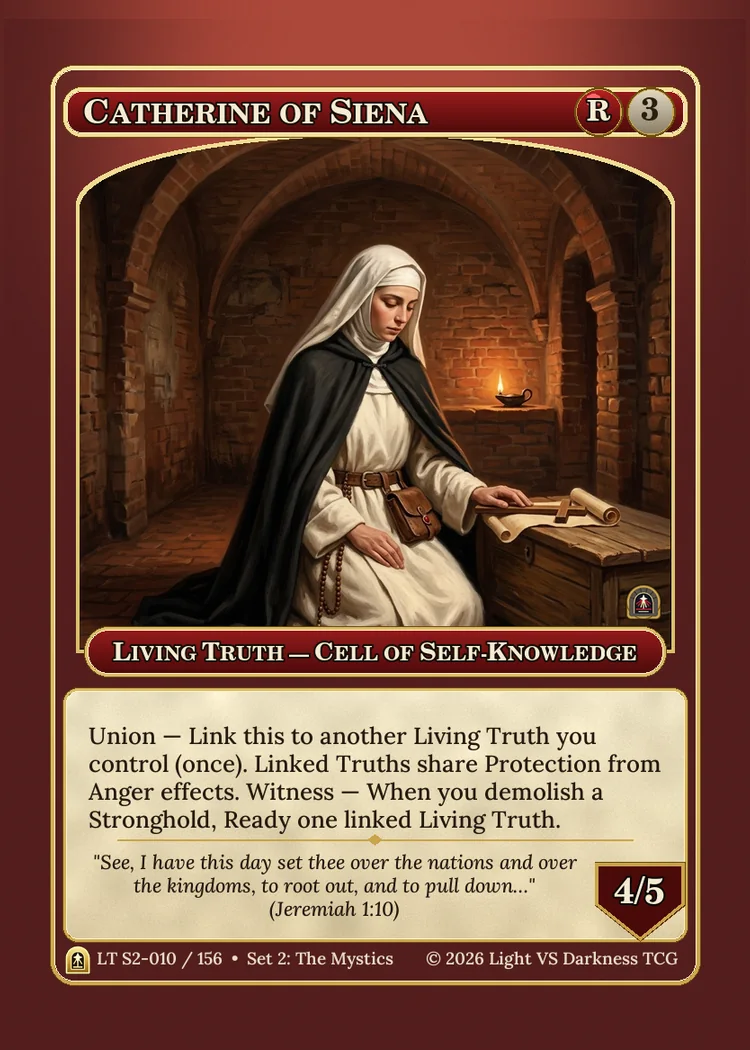 Catherine of Siena
R 3
Living Truth — Cell of Self-Knowledge
Union — Link this to another Living Truth you
control (once). Linked Truths share Protection from
Anger effects. Witness — When you demolish a
Stronghold, Ready one linked Living Truth.
"See, I have this day set thee over the nations and over
the kingdoms, to root out, and to pull down..."
(Jeremiah 1:10)
4/5
LT S2-010 / 156 • Set 2: The Mystics © 2026 Light VS Darkness TCG